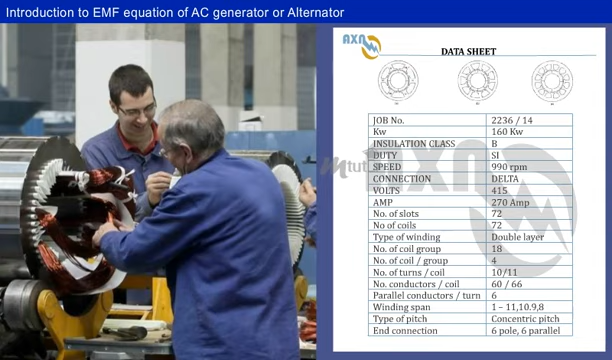 Introduction to EMF equation of AC generator or Alternator
AXN
DATA SHEET
JOB No. 2236 / 14
Kw 160 Kw
INSULATION CLASS B
DUTY SI
SPEED 990 rpm
CONNECTION DELTA
VOLTS 415
AMP 270 Amp
No. of slots 72
No of coils 72
Type of winding Double layer
No. of coil group 18
No. of coil / group 4
No. of turns / coil 10/11
No. conductors / coil 60 / 66
Parallel conductors / turn 6
Winding span 1 – 11,10.9,8
Type of pitch Concentric pitch
End connection 6 pole, 6 parallel